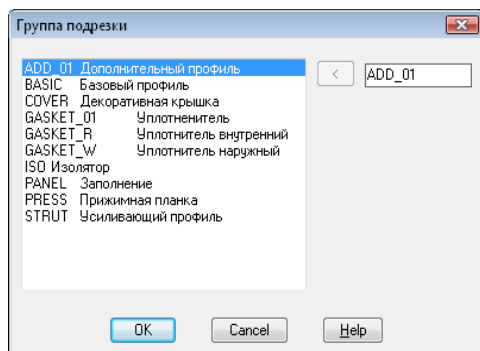 Группа подрезки
ADD_01 Дополнительный профиль
BASIC Базовый профиль
COVER Декоративная крышка
GASKET_01 Уплотненитель
GASKET_R Уплотнитель внутренний
GASKET_W Уплотнитель наружный
ISO Изолятор
PANEL Заполнение
PRESS Прижимная планка
STRUT Усиливающий профиль
< ADD_01
OK Cancel Help